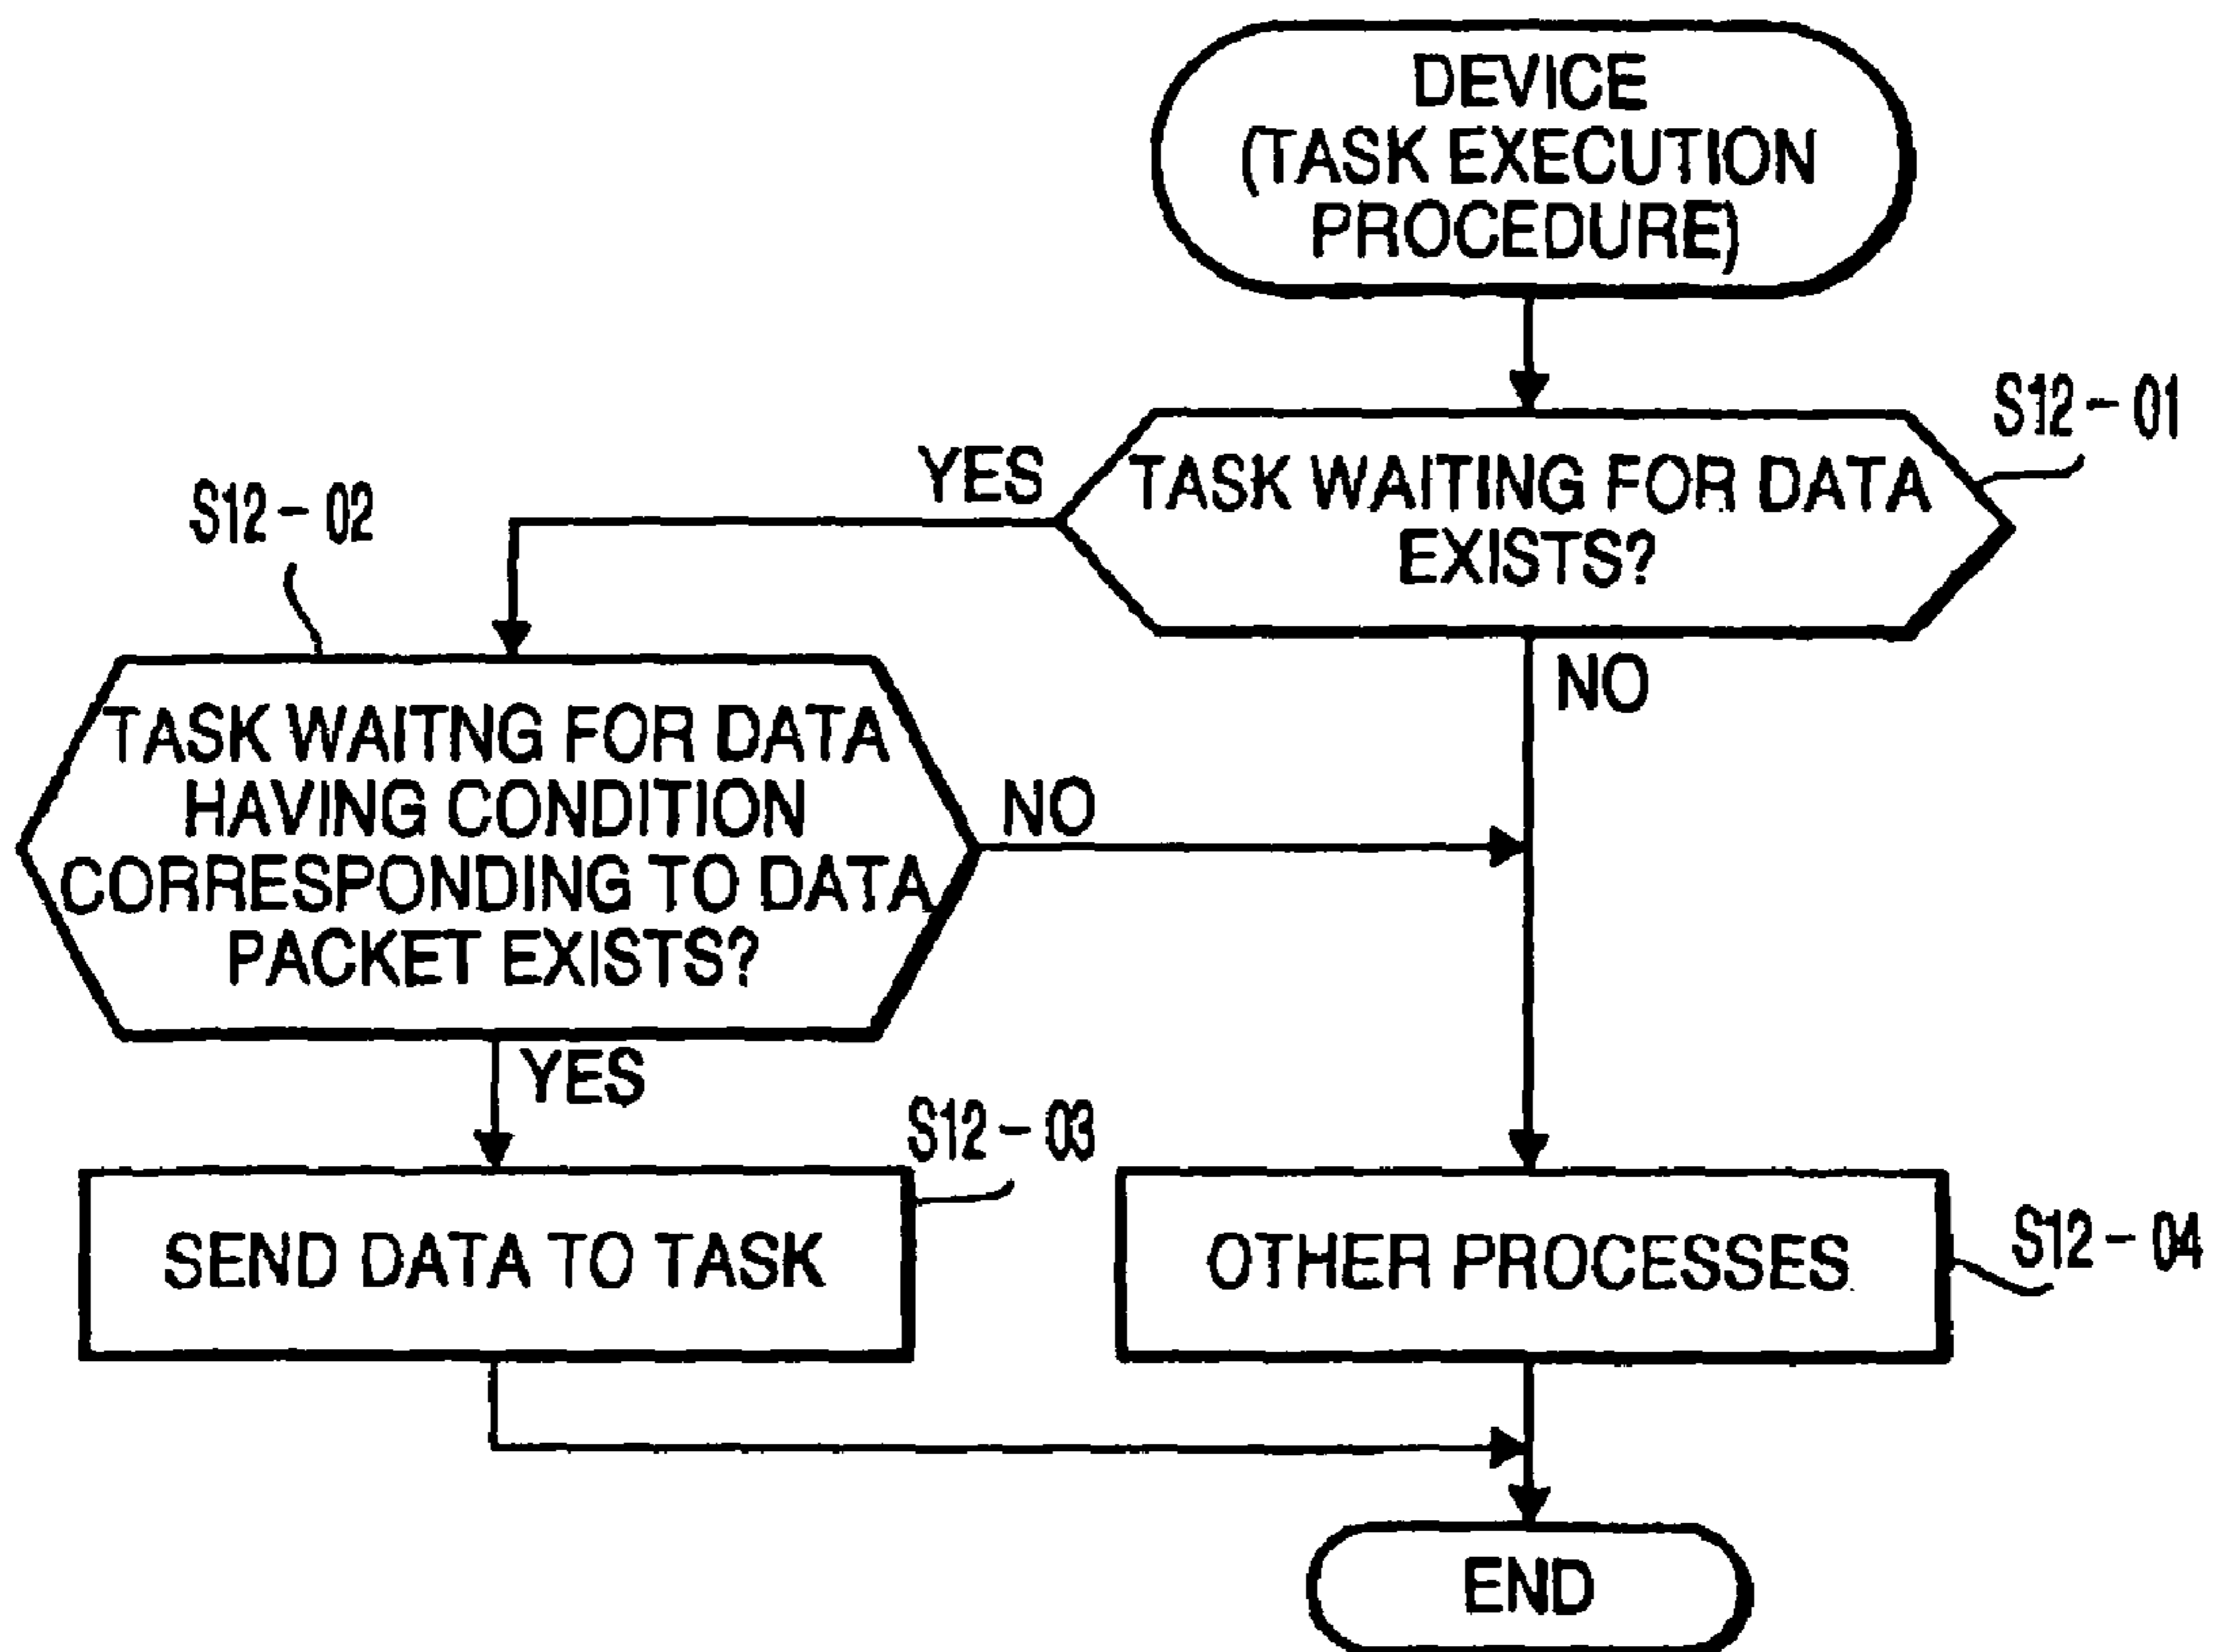 DEVICE
(TASK EXECUTION
PROCEDURE)
S12-01
YES
TASK WAITING FOR DATA
EXISTS?
S12-02
NO
TASK WAITNG FOR DATA
HAVING CONDITION
CORRESPONDING TO DATA
PACKET EXISTS?
NO
YES
S12-03
SEND DATA TO TASK
OTHER PROCESSES
S12-04
END